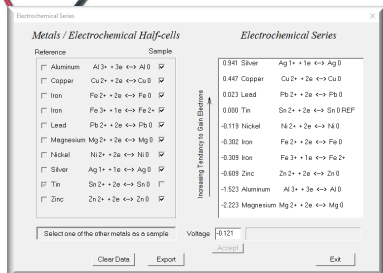 Electrochemical Series
Metals / Electrochemical Half-cells
Reference Sample
Aluminum Al 3+ +3e <--> Al 0
Copper Cu 2+ +2e <--> Cu 0
Iron Fe 2+ +2e <--> Fe 0
Iron Fe 3+ +1e <--> Fe 2+
Lead Pb 2+ +2e <--> Pb 0
Magnesium Mg 2+ +2e <--> Mg 0
Nickel Ni 2+ +2e <--> Ni 0
Silver Ag 1+ +1e <--> Ag 0
Tin Sn 2+ +2e <--> Sn 0
Zinc Zn 2+ +2e <--> Zn 0
Select one of the other metals as a sample
Clear Data Export
Electrochemical Series
Increasing Tendancy to Gain Electrons
0.941 Silver Ag 1+ +1e <--> Ag 0
0.447 Copper Cu 2+ +2e <--> Cu 0
0.023 Lead Pb 2+ +2e <--> Pb 0
0.000 Tin Sn 2+ +2e <--> Sn 0 REF
-0.119 Nickel Ni 2+ +2e <--> Ni 0
-0.302 Iron Fe 2+ +2e <--> Fe 0
-0.309 Iron Fe 3+ +1e <--> Fe 2+
-0.609 Zinc Zn 2+ +2e <--> Zn 0
-1.523 Aluminum Al 3+ +3e <--> Al 0
-2.223 Magnesium Mg 2+ +2e <--> Mg 0
Voltage -0.121
Accept
Exit